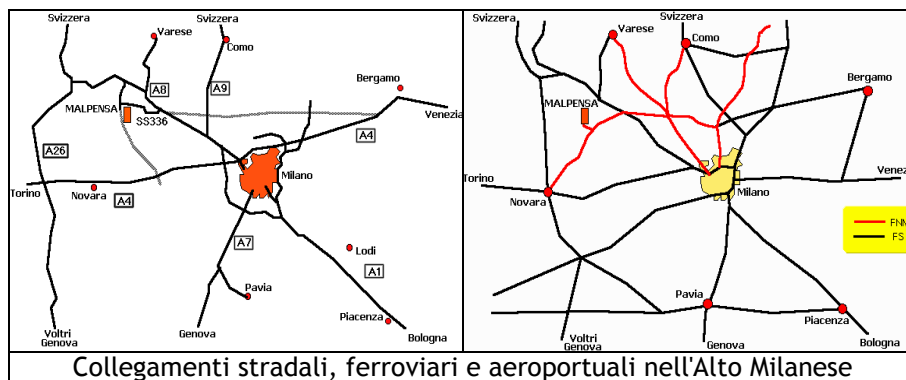 Svizzera
Svizzera
Varese
Como
Bergamo
A8
A9
MALPENSA
SS336
Venezia
A4
A26
Milano
Torino
Novara
A4
A7
Lodi
A1
Pavia
Piacenza
Voltri
Genova
Genova
Bologna
Svizzera
Svizzera
Varese
Como
Bergamo
MALPENSA
Venezi
Torino
Novara
Milano
FNM
FS
Pavia
Piacenza
Voltri
Genova
Genova
Bologna
Collegamenti stradali, ferroviari e aeroportuali nell'Alto Milanese